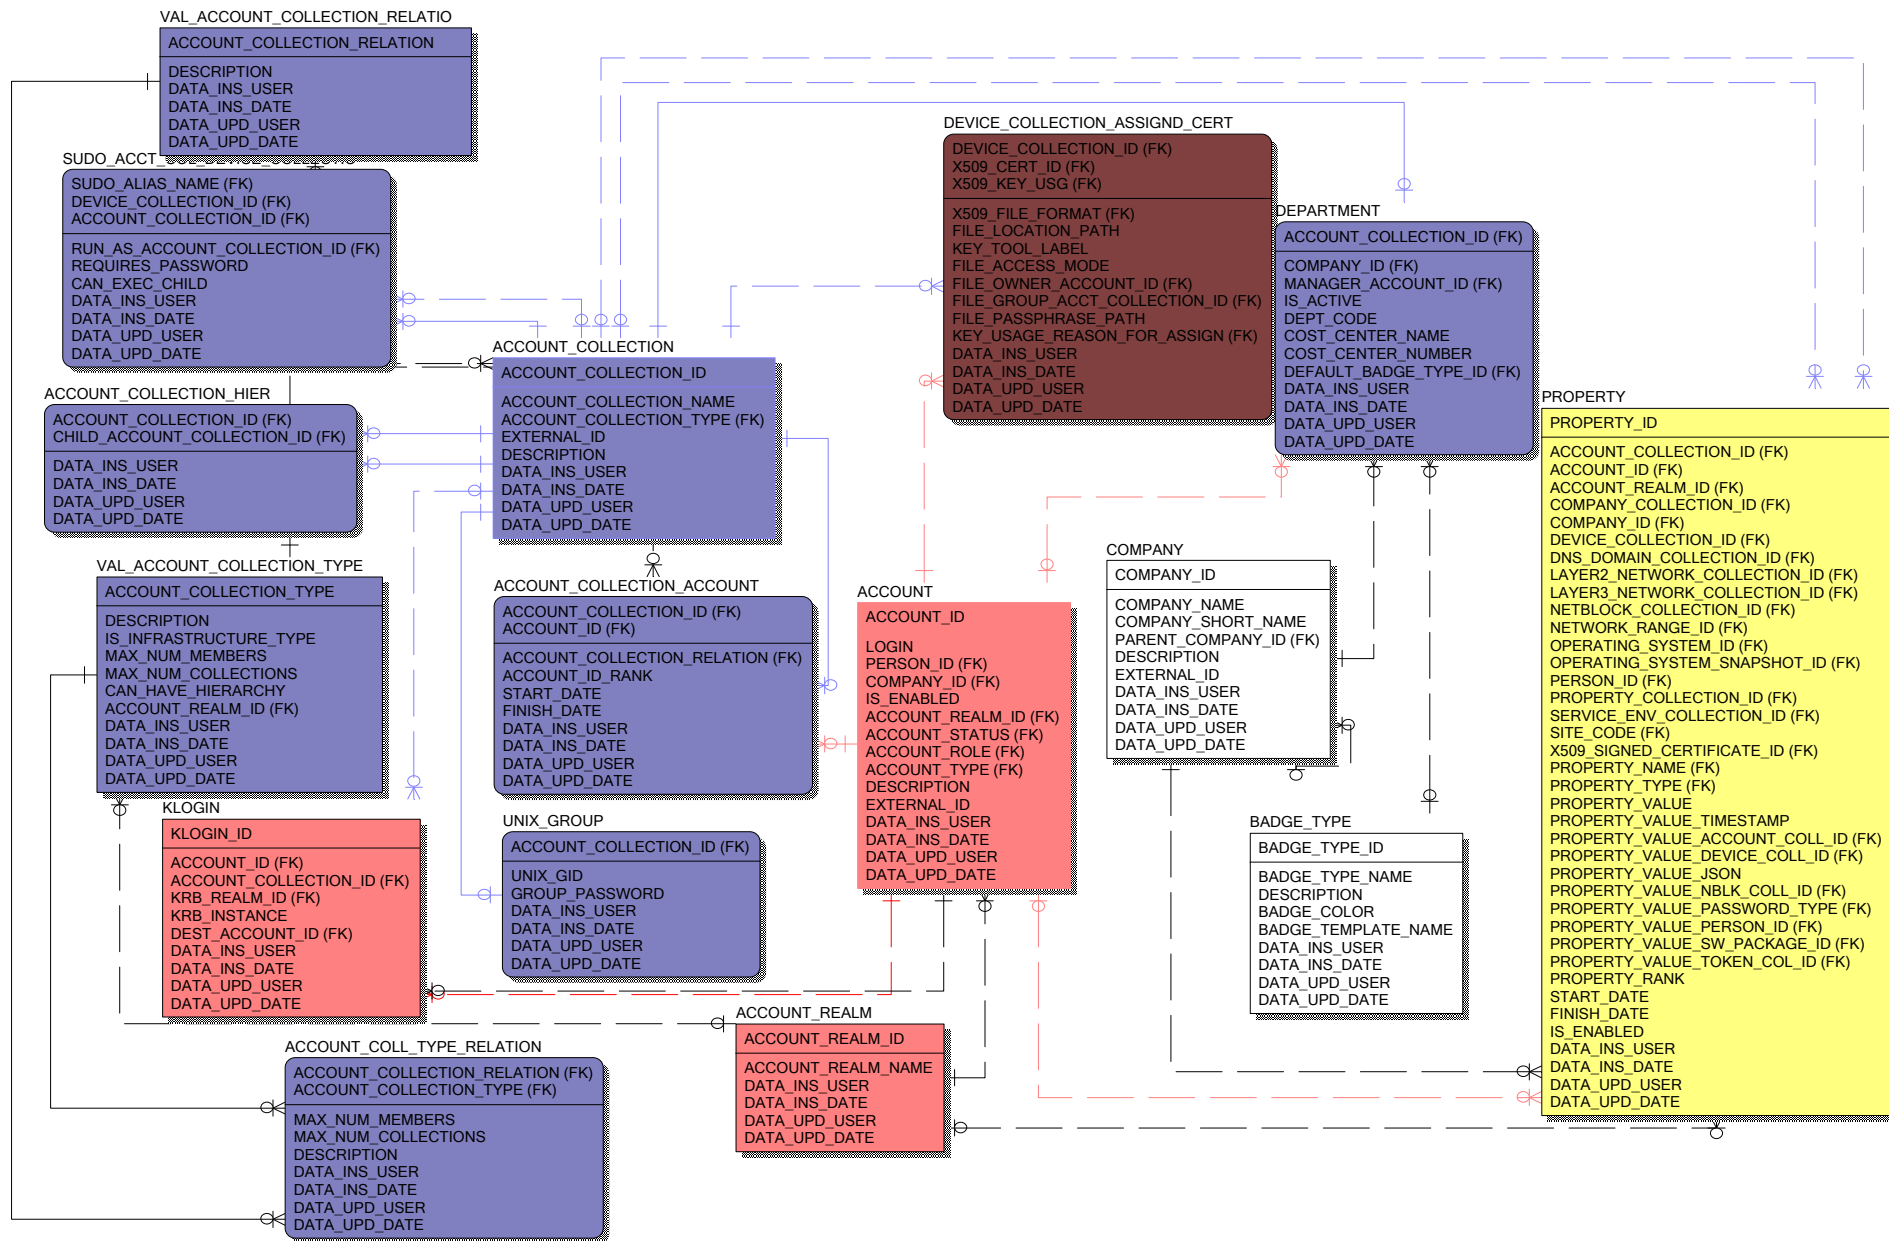 VAL_ACCOUNT_COLLECTION_RELATIO
ACCOUNT_COLLECTION_RELATION
DESCRIPTION
DATA_INS_USER
DATA_INS_DATE
DATA_UPD_USER
DATA_UPD_DATE
SUDO_ALIAS_NAME (FK)
DEVICE_COLLECTION_ID (FK)
ACCOUNT_COLLECTION_ID (FK)
RUN_AS_ACCOUNT_COLLECTION_ID (FK)
REQUIRES_PASSWORD
CAN_EXEC_CHILD
DATA_INS_USER
DATA_INS_DATE
DATA_UPD_USER
DATA_UPD_DATE
ACCOUNT_COLLECTION_HIER
ACCOUNT_COLLECTION_ID (FK)
CHILD_ACCOUNT_COLLECTION_ID (FK)
DATA_INS_USER
DATA_INS_DATE
DATA_UPD_USER
DATA_UPD_DATE
VAL_ACCOUNT_COLLECTION_TYPE
ACCOUNT_COLLECTION_TYPE
DESCRIPTION
IS_INFRASTRUCTURE_TYPE
MAX_NUM_MEMBERS
MAX_NUM_COLLECTIONS
CAN_HAVE_HIERARCHY
ACCOUNT_REALM_ID (FK)
DATA_INS_USER
DATA_INS_DATE
DATA_UPD_USER
DATA_UPD_DATE
KLOGIN
KLOGIN_ID
ACCOUNT_ID (FK)
ACCOUNT_COLLECTION_ID (FK)
KRB_REALM_ID (FK)
KRB_INSTANCE
DEST_ACCOUNT_ID (FK)
DATA_INS_USER
DATA_INS_DATE
DATA_UPD_USER
DATA_UPD_DATE
ACCOUNT_COLL_TYPE_RELATION
ACCOUNT_COLLECTION_RELATION (FK)
ACCOUNT_COLLECTION_TYPE (FK)
MAX_NUM_MEMBERS
MAX_NUM_COLLECTIONS
DESCRIPTION
DATA_INS_USER
DATA_INS_DATE
DATA_UPD_USER
DATA_UPD_DATE
ACCOUNT_COLLECTION
ACCOUNT_COLLECTION_ID
ACCOUNT_COLLECTION_NAME
ACCOUNT_COLLECTION_TYPE (FK)
EXTERNAL_ID
DESCRIPTION
DATA_INS_USER
DATA_INS_DATE
DATA_UPD_USER
DATA_UPD_DATE
ACCOUNT_COLLECTION_ACCOUNT
ACCOUNT_COLLECTION_ID (FK)
ACCOUNT_ID (FK)
ACCOUNT_COLLECTION_RELATION (FK)
ACCOUNT_ID_RANK
START_DATE
FINISH_DATE
DATA_INS_USER
DATA_INS_DATE
DATA_UPD_USER
DATA_UPD_DATE
UNIX_GROUP
ACCOUNT_COLLECTION_ID (FK)
UNIX_GID
GROUP_PASSWORD
DATA_INS_USER
DATA_INS_DATE
DATA_UPD_USER
DATA_UPD_DATE
ACCOUNT_REALM
ACCOUNT_REALM_ID
ACCOUNT_REALM_NAME
DATA_INS_USER
DATA_INS_DATE
DATA_UPD_USER
DATA_UPD_DATE
DEVICE_COLLECTION_ASSIGND_CERT
DEVICE_COLLECTION_ID (FK)
X509_CERT_ID (FK)
X509_KEY_USG (FK)
X509_FILE_FORMAT (FK)
FILE_LOCATION_PATH
KEY_TOOL_LABEL
FILE_ACCESS_MODE
FILE_OWNER_ACCOUNT_ID (FK)
FILE_GROUP_ACCT_COLLECTION_ID (FK)
FILE_PASSPHRASE_PATH
KEY_USAGE_REASON_FOR_ASSIGN (FK)
DATA_INS_USER
DATA_INS_DATE
DATA_UPD_USER
DATA_UPD_DATE
ACCOUNT
ACCOUNT_ID
LOGIN
PERSON_ID (FK)
COMPANY_ID (FK)
IS_ENABLED
ACCOUNT_REALM_ID (FK)
ACCOUNT_STATUS (FK)
ACCOUNT_ROLE (FK)
ACCOUNT_TYPE (FK)
DESCRIPTION
EXTERNAL_ID
DATA_INS_USER
DATA_INS_DATE
DATA_UPD_USER
DATA_UPD_DATE
DEPARTMENT
ACCOUNT_COLLECTION_ID (FK)
COMPANY_ID (FK)
MANAGER_ACCOUNT_ID (FK)
IS_ACTIVE
DEPT_CODE
COST_CENTER_NAME
COST_CENTER_NUMBER
DEFAULT_BADGE_TYPE_ID (FK)
DATA_INS_USER
DATA_INS_DATE
DATA_UPD_USER
DATA_UPD_DATE
COMPANY
COMPANY_ID
COMPANY_NAME
COMPANY_SHORT_NAME
PARENT_COMPANY_ID (FK)
DESCRIPTION
EXTERNAL_ID
DATA_INS_USER
DATA_INS_DATE
DATA_UPD_USER
DATA_UPD_DATE
BADGE_TYPE
BADGE_TYPE_ID
BADGE_TYPE_NAME
DESCRIPTION
BADGE_COLOR
BADGE_TEMPLATE_NAME
DATA_INS_USER
DATA_INS_DATE
DATA_UPD_USER
DATA_UPD_DATE
PROPERTY
PROPERTY_ID
ACCOUNT_COLLECTION_ID (FK)
ACCOUNT_ID (FK)
ACCOUNT_REALM_ID (FK)
COMPANY_COLLECTION_ID (FK)
COMPANY_ID (FK)
DEVICE_COLLECTION_ID (FK)
DNS_DOMAIN_COLLECTION_ID (FK)
LAYER2_NETWORK_COLLECTION_ID (FK)
LAYER3_NETWORK_COLLECTION_ID (FK)
NETBLOCK_COLLECTION_ID (FK)
NETWORK_RANGE_ID (FK)
OPERATING_SYSTEM_ID (FK)
OPERATING_SYSTEM_SNAPSHOT_ID (FK)
PERSON_ID (FK)
PROPERTY_COLLECTION_ID (FK)
SERVICE_ENV_COLLECTION_ID (FK)
SITE_CODE (FK)
X509_SIGNED_CERTIFICATE_ID (FK)
PROPERTY_NAME (FK)
PROPERTY_TYPE (FK)
PROPERTY_VALUE
PROPERTY_VALUE_TIMESTAMP
PROPERTY_VALUE_ACCOUNT_COLL_ID (FK)
PROPERTY_VALUE_DEVICE_COLL_ID (FK)
PROPERTY_VALUE_JSON
PROPERTY_VALUE_NBLK_COLL_ID (FK)
PROPERTY_VALUE_PASSWORD_TYPE (FK)
PROPERTY_VALUE_PERSON_ID (FK)
PROPERTY_VALUE_SW_PACKAGE_ID (FK)
PROPERTY_VALUE_TOKEN_COL_ID (FK)
PROPERTY_RANK
START_DATE
FINISH_DATE
IS_ENABLED
DATA_INS_USER
DATA_INS_DATE
DATA_UPD_USER
DATA_UPD_DATE